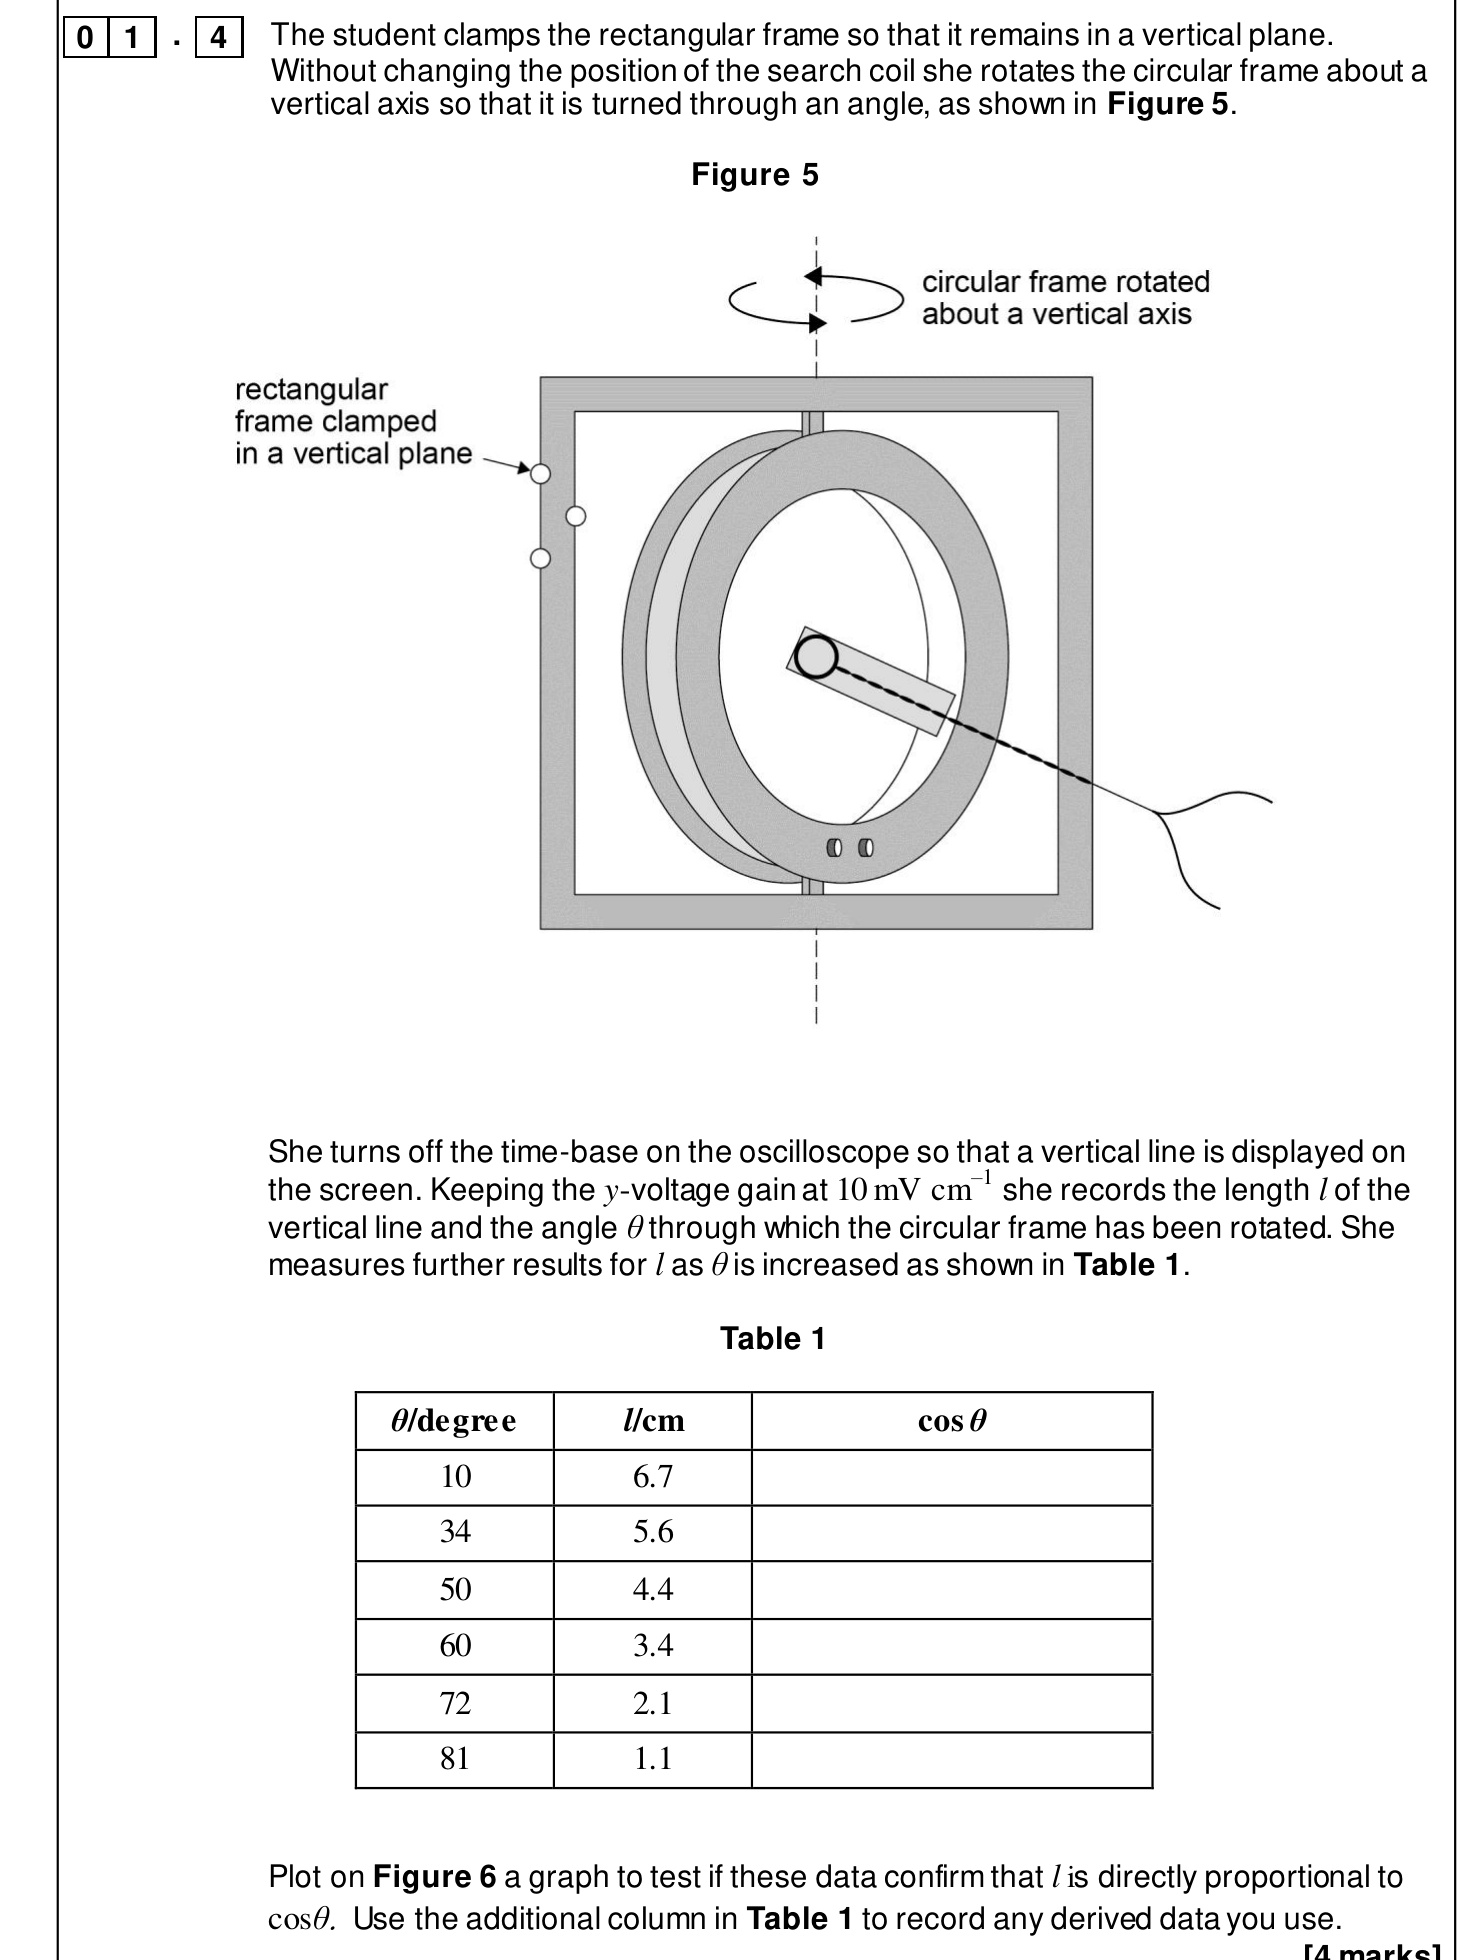 0 1 . 4 The student clamps the rectangular frame so that it remains in a vertical plane.
Without changing the position of the search coil she rotates the circular frame about a
vertical axis so that it is turned through an angle, as shown in Figure 5.
Figure 5
circular frame rotated
about a vertical axis
rectangular
frame clamped
in a vertical plane
She turns off the time-base on the oscilloscope so that a vertical line is displayed on
the screen. Keeping the y-voltage gain at 10 mV cm⁻¹ she records the length l of the
vertical line and the angle θ through which the circular frame has been rotated. She
measures further results for l as θ is increased as shown in Table 1.
Table 1
θ/degree l/cm cos θ
10 6.7
34 5.6
50 4.4
60 3.4
72 2.1
81 1.1
Plot on Figure 6 a graph to test if these data confirm that l is directly proportional to
cosθ. Use the additional column in Table 1 to record any derived data you use.
[4 marks]